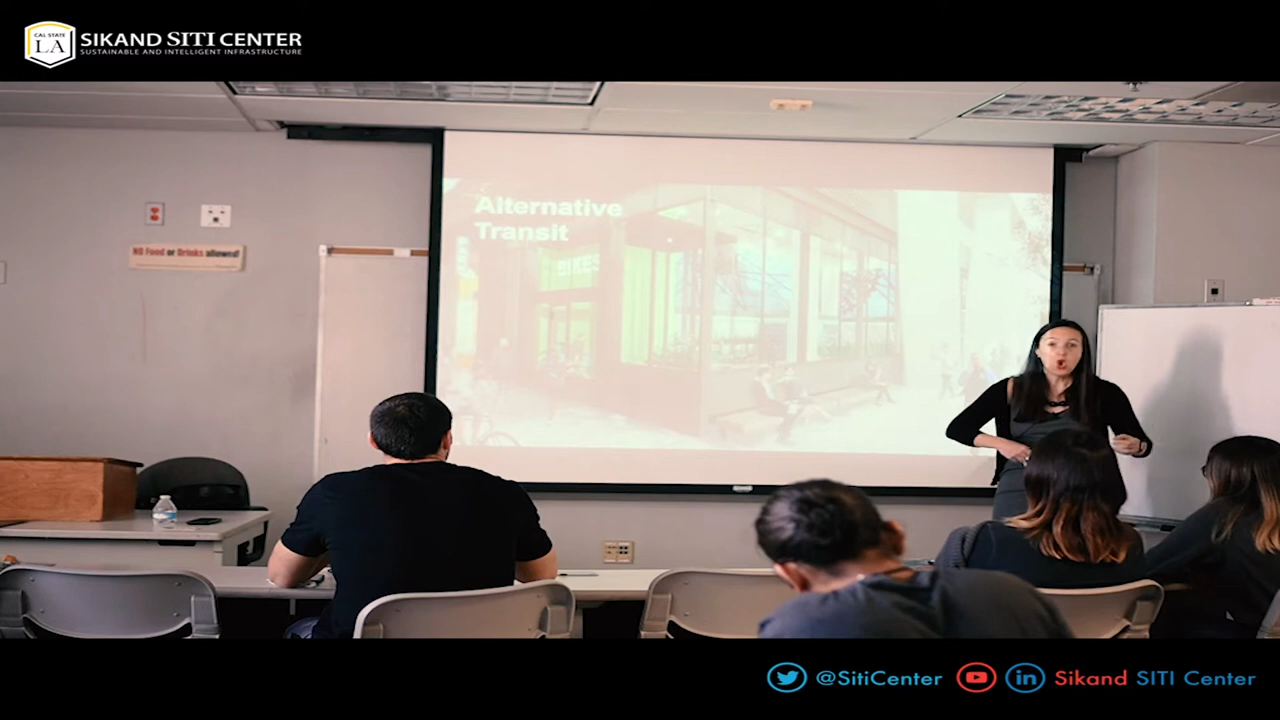 CAL STATE
LA
SIKAND SITI CENTER
SUSTAINABLE AND INTELLIGENT INFRASTRUCTURE
Alternative
Transit
BIKES
NO Food or Drinks allowed!
@SitiCenter
Sikand SITI Center